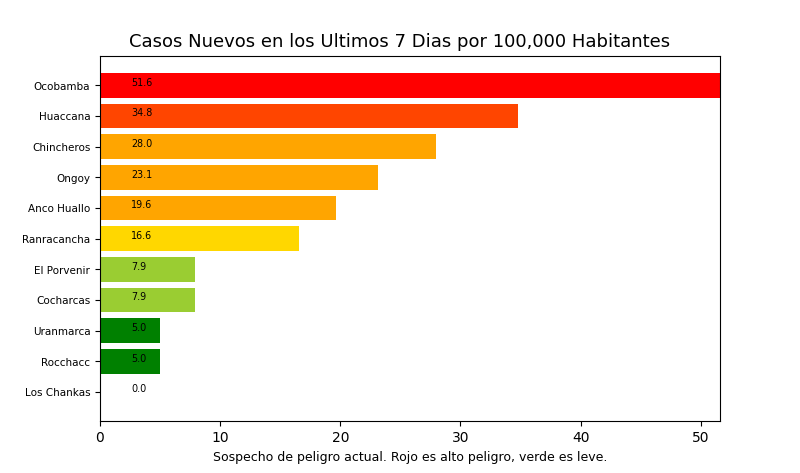 Casos Nuevos en los Ultimos 7 Dias por 100,000 Habitantes
Ocobamba 51.6
Huaccana 34.8
Chincheros 28.0
Ongoy 23.1
Anco Huallo 19.6
Ranracancha 16.6
El Porvenir 7.9
Cocharcas 7.9
Uranmarca 5.0
Rocchacc 5.0
Los Chankas 0.0
0 10 20 30 40 50
Sospecho de peligro actual. Rojo es alto peligro, verde es leve.